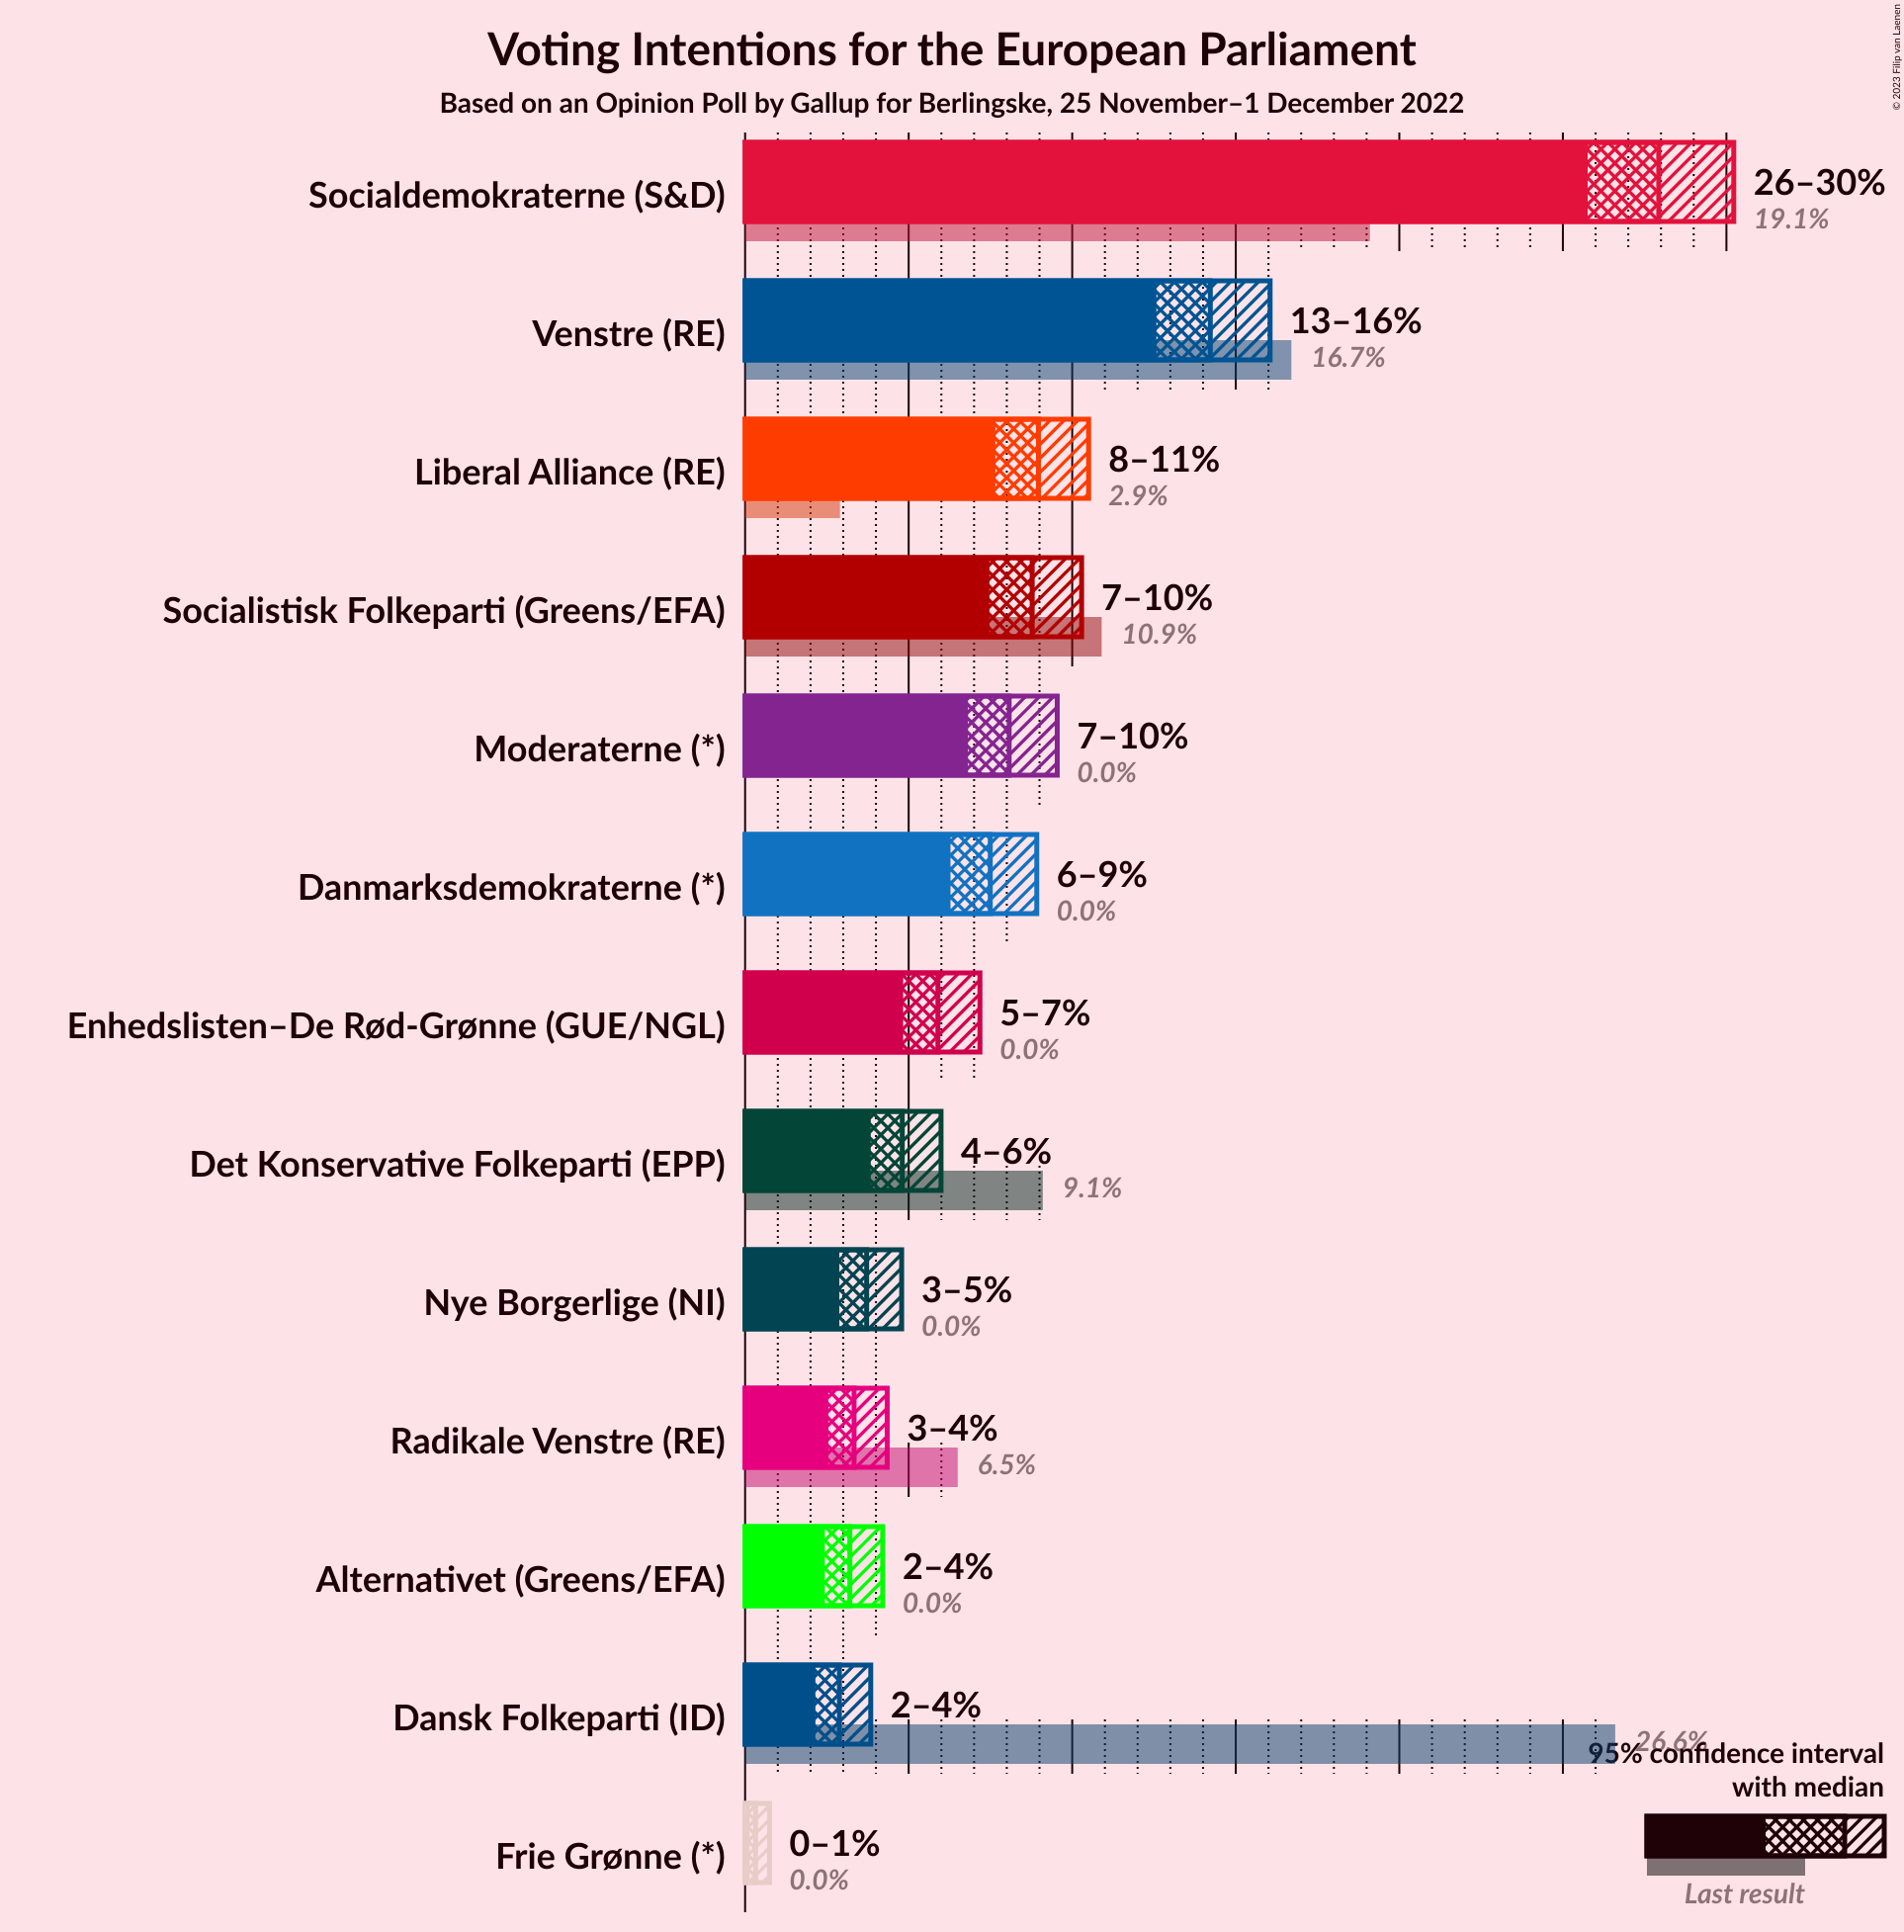 © 2023 Filip van Laenen
Voting Intentions for the European Parliament
Based on an Opinion Poll by Gallup for Berlingske, 25 November–1 December 2022
Socialdemokraterne (S&D)
26–30%
19.1%
Venstre (RE)
13–16%
16.7%
Liberal Alliance (RE)
8–11%
2.9%
Socialistisk Folkeparti (Greens/EFA)
7–10%
10.9%
Moderaterne (*)
7–10%
0.0%
Danmarksdemokraterne (*)
6–9%
0.0%
Enhedslisten–De Rød-Grønne (GUE/NGL)
5–7%
0.0%
Det Konservative Folkeparti (EPP)
4–6%
9.1%
Nye Borgerlige (NI)
3–5%
0.0%
Radikale Venstre (RE)
3–4%
6.5%
Alternativet (Greens/EFA)
2–4%
0.0%
Dansk Folkeparti (ID)
2–4%
26.6%
95% confidence interval
with median
Last result
Frie Grønne (*)
0–1%
0.0%